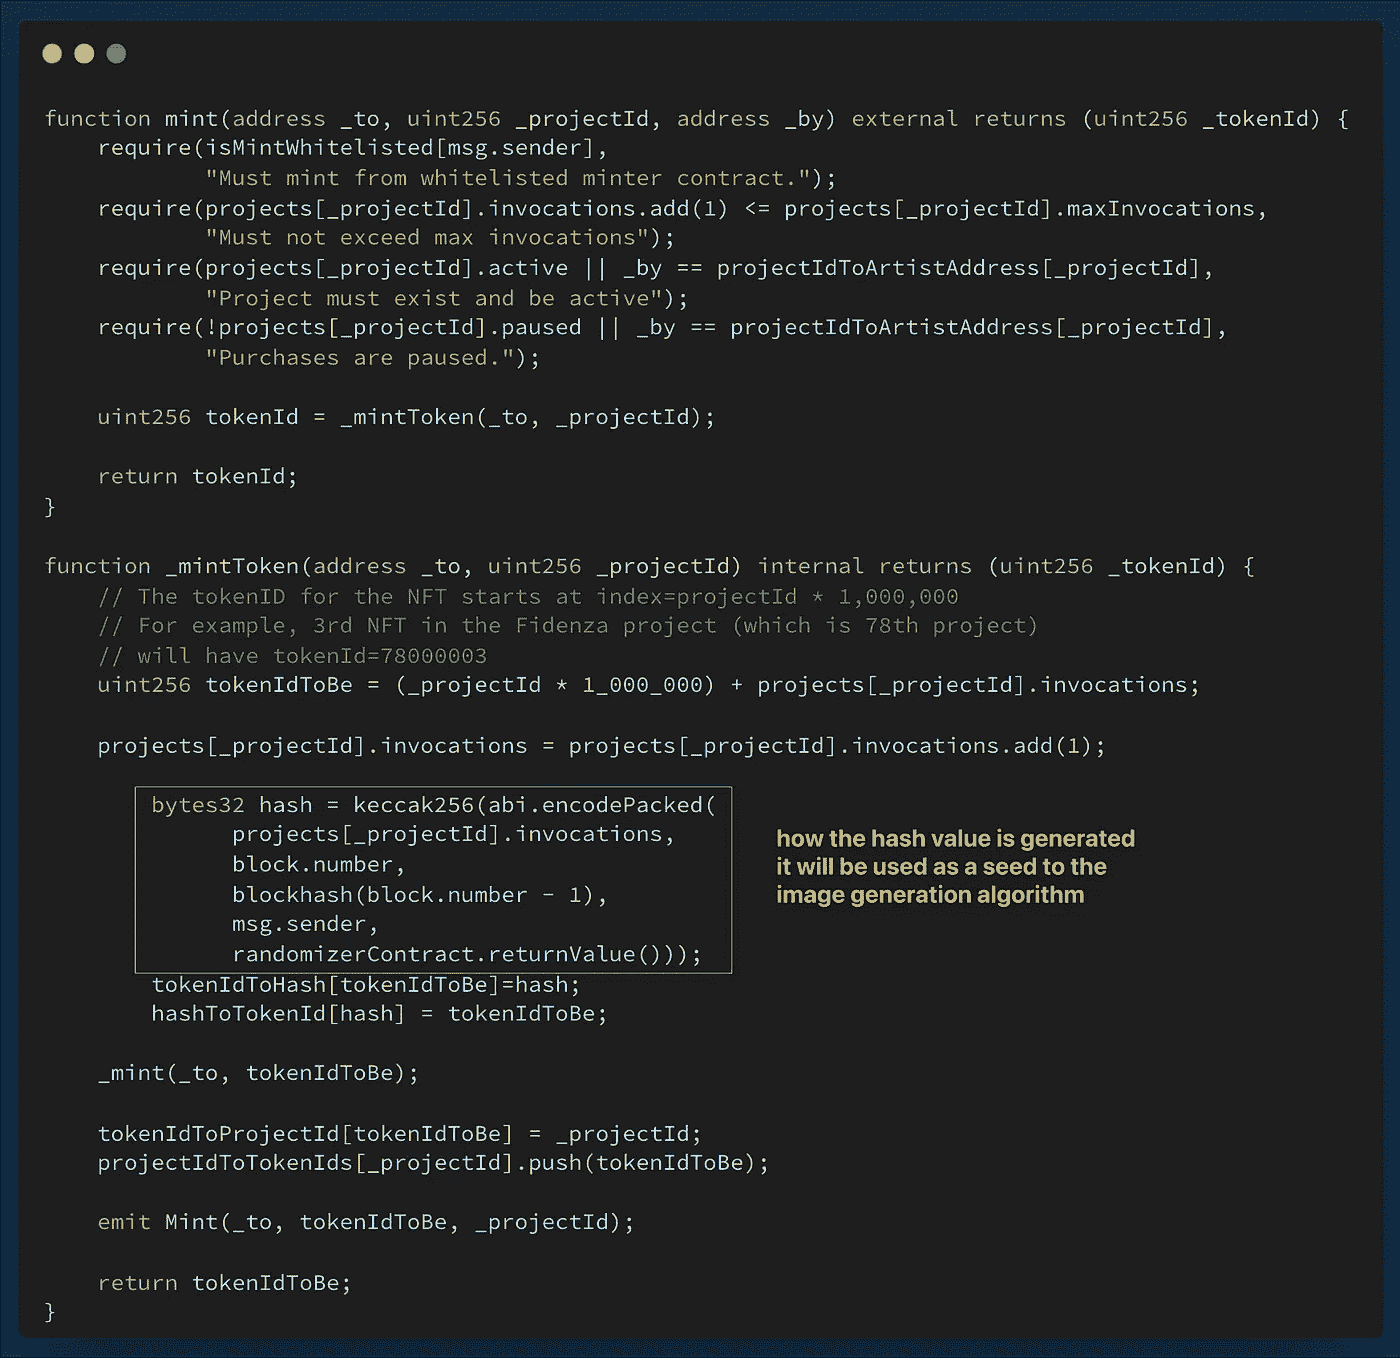 function mint(address _to, uint256 _projectId, address _by) external returns (uint256 _tokenId) {
    require(isMintWhitelisted[msg.sender],
            "Must mint from whitelisted minter contract.");
    require(projects[_projectId].invocations.add(1) <= projects[_projectId].maxInvocations,
            "Must not exceed max invocations");
    require(projects[_projectId].active || _by == projectIdToArtistAddress[_projectId],
            "Project must exist and be active");
    require(!projects[_projectId].paused || _by == projectIdToArtistAddress[_projectId],
            "Purchases are paused.");
    uint256 tokenId = _mintToken(_to, _projectId);
    return tokenId;
}
function _mintToken(address _to, uint256 _projectId) internal returns (uint256 _tokenId) {
    // The tokenID for the NFT starts at index=projectId * 1,000,000
    // For example, 3rd NFT in the Fidenza project (which is 78th project)
    // will have tokenId=78000003
    uint256 tokenIdToBe = (_projectId * 1_000_000) + projects[_projectId].invocations;
    projects[_projectId].invocations = projects[_projectId].invocations.add(1);
        bytes32 hash = keccak256(abi.encodePacked(
              projects[_projectId].invocations,
              block.number,
              blockhash(block.number - 1),
              msg.sender,
              randomizerContract.returnValue()));
how the hash value is generated
it will be used as a seed to the
image generation algorithm
        tokenIdToHash[tokenIdToBe]=hash;
        hashToTokenId[hash] = tokenIdToBe;
    _mint(_to, tokenIdToBe);
    tokenIdToProjectId[tokenIdToBe] = _projectId;
    projectIdToTokenIds[_projectId].push(tokenIdToBe);
    emit Mint(_to, tokenIdToBe, _projectId);
    return tokenIdToBe;
}